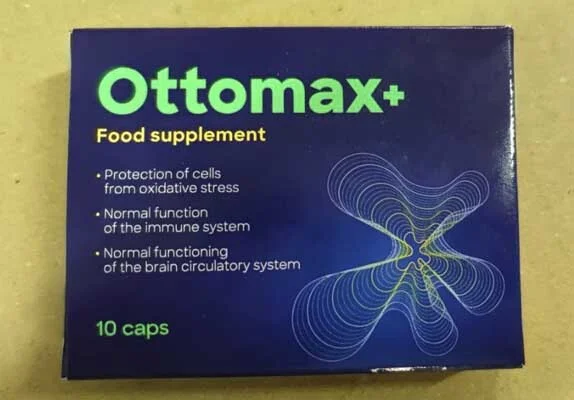 Ottomax+
Food supplement
• Protection of cells
from oxidative stress
• Normal function
of the immune system
• Normal functioning
of the brain circulatory system
10 caps